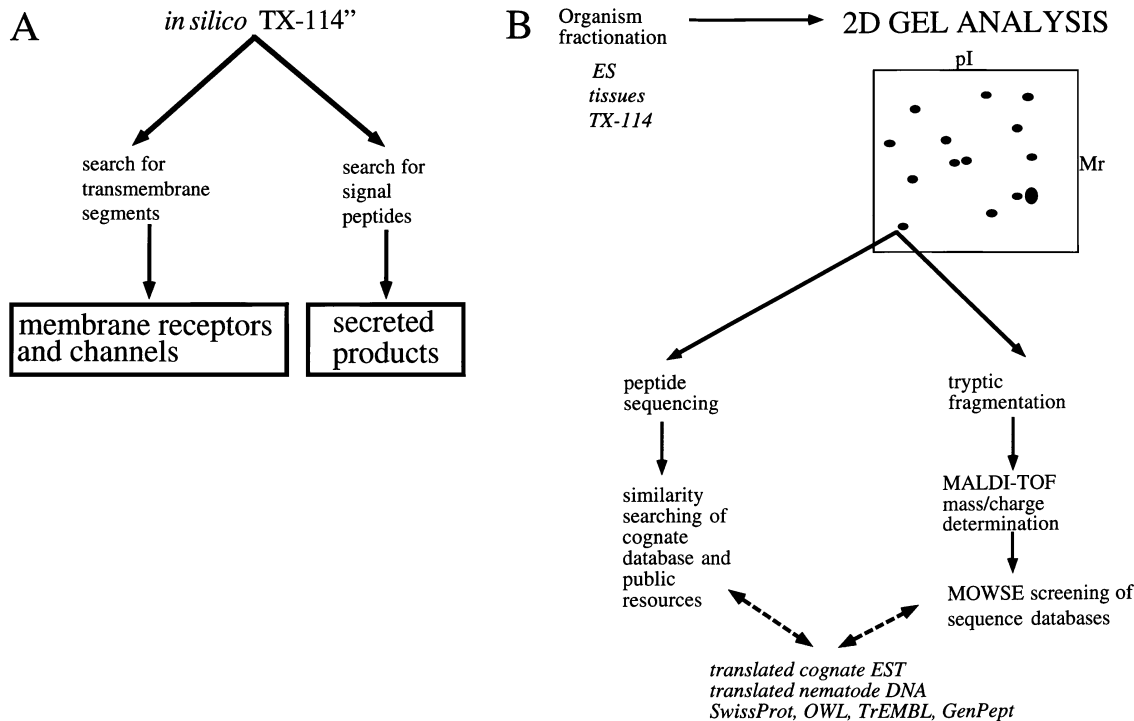 A
in silico TX-114”
search for
transmembrane
segments
search for
signal
peptides
membrane receptors
and channels
secreted
products
B
Organism
fractionation
ES
tissues
TX-114
2D GEL ANALYSIS
pI
Mr
peptide
sequencing
similarity
searching of
cognate
database and
public
resources
tryptic
fragmentation
MALDI-TOF
mass/charge
determination
MOWSE screening of
sequence databases
translated cognate EST
translated nematode DNA
SwissProt, OWL, TrEMBL, GenPept